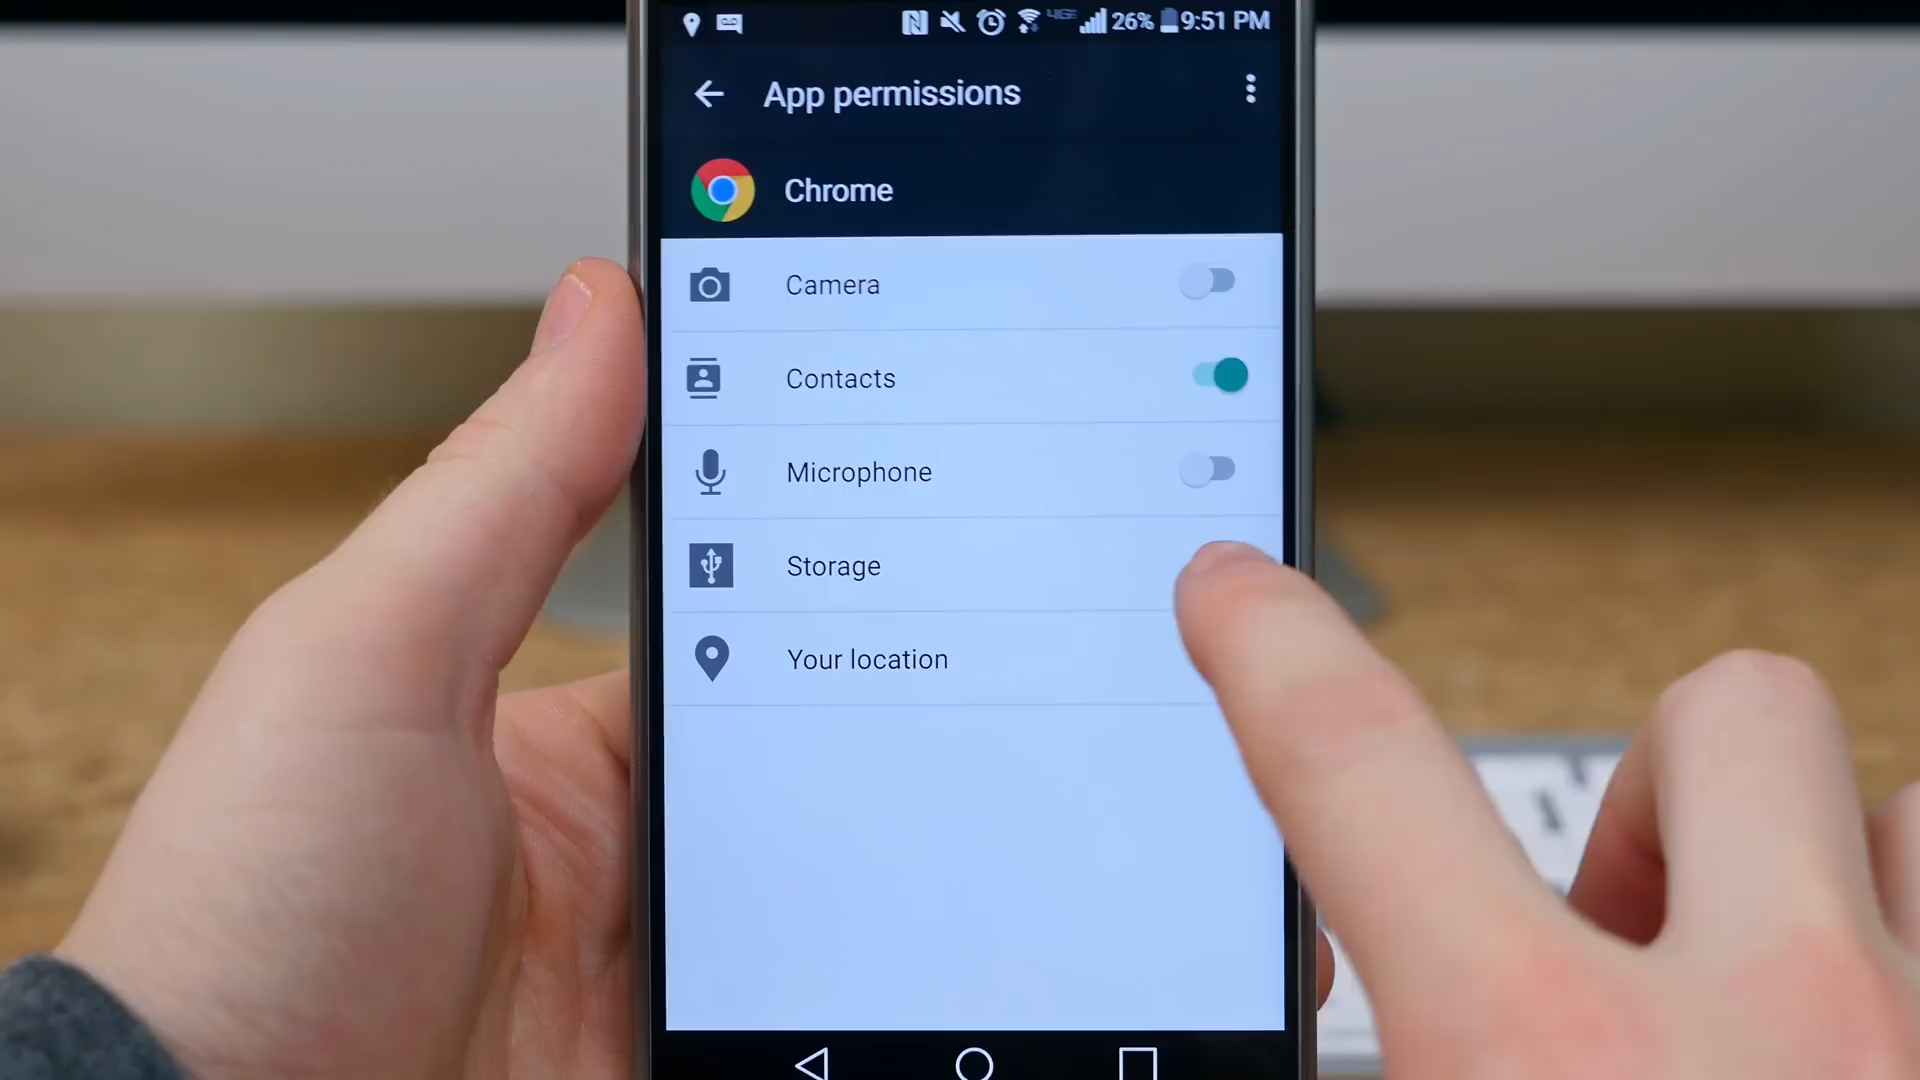 26% 9:51 PM
App permissions
Chrome
Camera
Contacts
Microphone
Storage
Your location